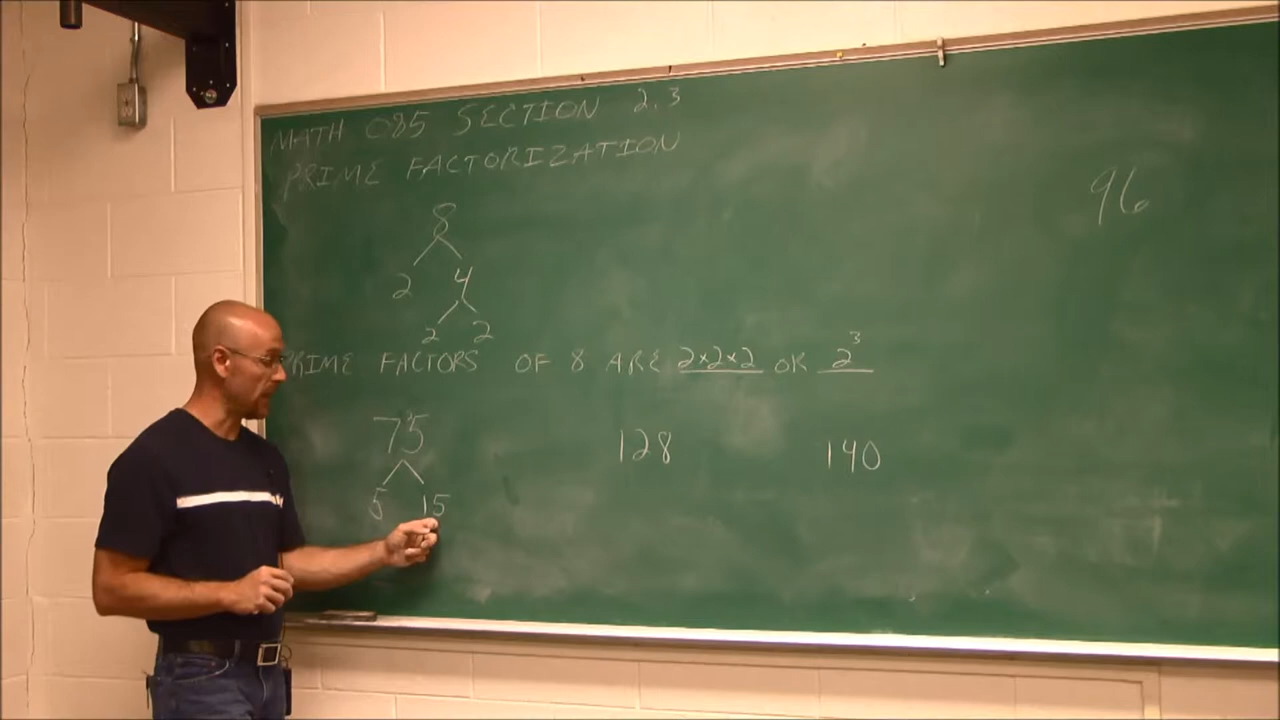 MATH 085 SECTION 2.3
PRIME FACTORIZATION
96
8
2 4
2 2
PRIME FACTORS OF 8 ARE 2×2×2 OR 2³
75 128 140
5 15